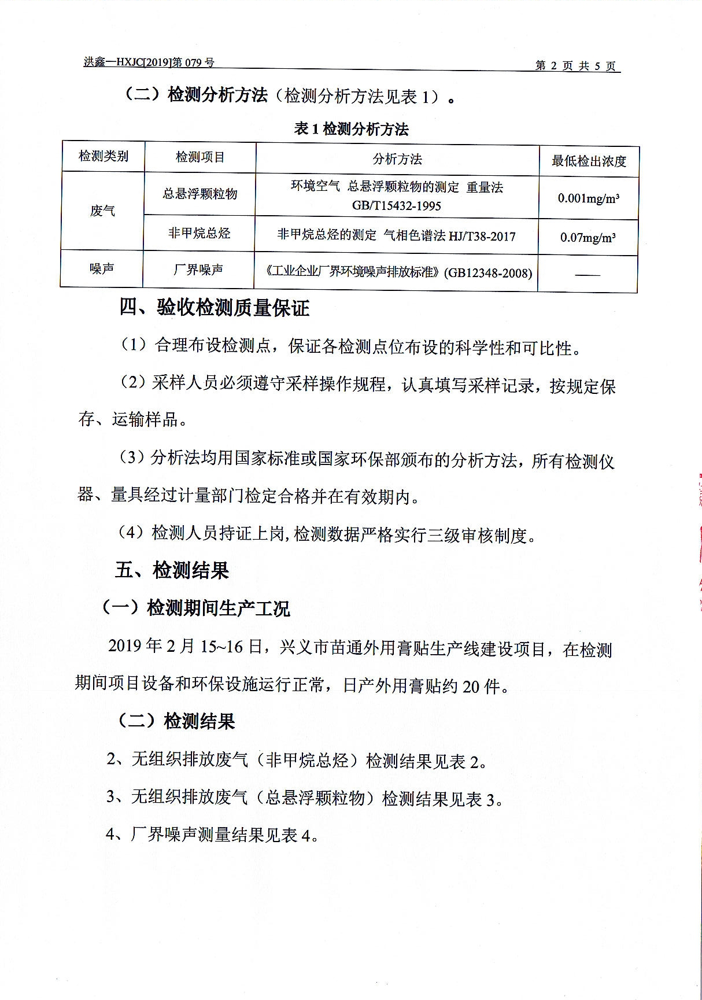 洪鑫一HXJC[2019]第 079 号
第 2 页 共 5 页
（二）检测分析方法（检测分析方法见表 1）。
表 1 检测分析方法
检测类别 检测项目 分析方法 最低检出浓度
废气 总悬浮颗粒物 环境空气 总悬浮颗粒物的测定 重量法
GB/T15432-1995 0.001mg/m³
非甲烷总烃 非甲烷总烃的测定 气相色谱法 HJ/T38-2017 0.07mg/m³
噪声 厂界噪声 《工业企业厂界环境噪声排放标准》(GB12348-2008) ——
四、验收检测质量保证
（1）合理布设检测点，保证各检测点位布设的科学性和可比性。
（2）采样人员必须遵守采样操作规程，认真填写采样记录，按规定保
存、运输样品。
（3）分析法均用国家标准或国家环保部颁布的分析方法，所有检测仪
器、量具经过计量部门检定合格并在有效期内。
（4）检测人员持证上岗,检测数据严格实行三级审核制度。
五、检测结果
（一）检测期间生产工况
2019 年 2 月 15~16 日，兴义市苗通外用膏贴生产线建设项目，在检测
期间项目设备和环保设施运行正常，日产外用膏贴约 20 件。
（二）检测结果
2、无组织排放废气（非甲烷总烃）检测结果见表 2。
3、无组织排放废气（总悬浮颗粒物）检测结果见表 3。
4、厂界噪声测量结果见表 4。